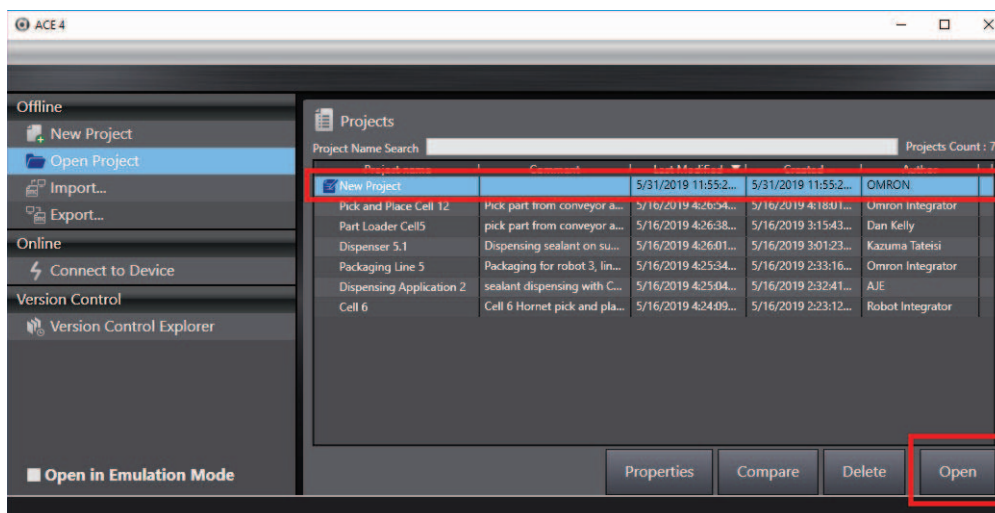 ACE 4
Offline
New Project
Open Project
Import...
Export...
Online
Connect to Device
Version Control
Version Control Explorer
Open in Emulation Mode
Projects
Project Name Search Projects Count : 7
Project name Comment Last Modified Created Author
New Project 5/31/2019 11:55:2... 5/31/2019 11:55:2... OMRON
Pick and Place Cell 12 Pick part from conveyor a... 5/16/2019 4:26:54... 5/16/2019 4:18:01... Omron Integrator
Part Loader Cell5 pick part from conveyor a... 5/16/2019 4:26:38... 5/16/2019 3:15:43... Dan Kelly
Dispenser 5.1 Dispensing sealant on su... 5/16/2019 4:26:01... 5/16/2019 3:01:23... Kazuma Tateisi
Packaging Line 5 Packaging for robot 3, lin... 5/16/2019 4:25:34... 5/16/2019 2:33:16... Omron Integrator
Dispensing Application 2 sealant dispensing with C... 5/16/2019 4:25:04... 5/16/2019 2:32:41... AJE
Cell 6 Cell 6 Hornet pick and pla... 5/16/2019 4:24:09... 5/16/2019 2:23:12... Robot Integrator
Properties Compare Delete Open